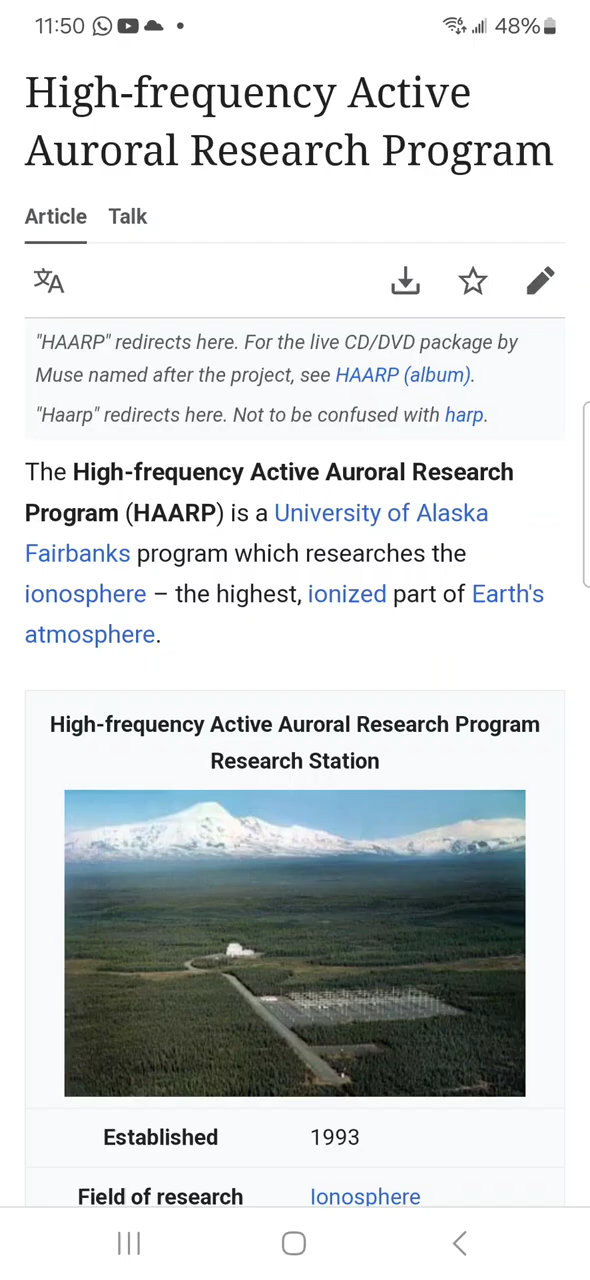 11:50 48%
High-frequency Active
Auroral Research Program
Article Talk
文A
"HAARP" redirects here. For the live CD/DVD package by
Muse named after the project, see HAARP (album).
"Haarp" redirects here. Not to be confused with harp.
The High-frequency Active Auroral Research
Program (HAARP) is a University of Alaska
Fairbanks program which researches the
ionosphere – the highest, ionized part of Earth's
atmosphere.
High-frequency Active Auroral Research Program
Research Station
Established 1993
Field of research Ionosphere